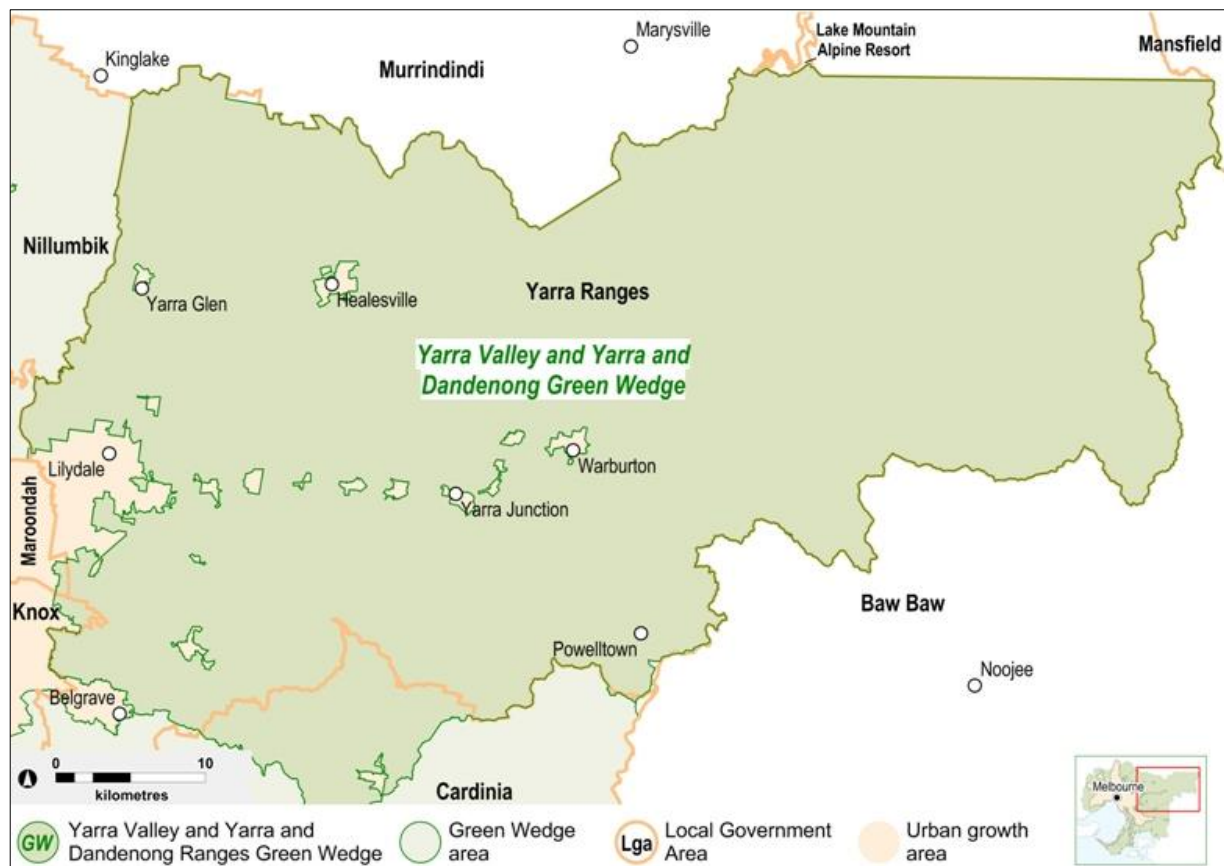 Marysville
Lake Mountain
Alpine Resort
Mansfield
Kinglake
Murrindindi
Nillumbik
Yarra Glen
Healesville
Yarra Ranges
Yarra Valley and Yarra and
Dandenong Green Wedge
Lilydale
Warburton
Yarra Junction
Maroondah
Knox
Baw Baw
Powelltown
Noojee
Belgrave
0 10
kilometres
Cardinia
Melbourne
GW Yarra Valley and Yarra and
Dandenong Ranges Green Wedge
Green Wedge
area
Lga Local Government
Area
Urban growth
area